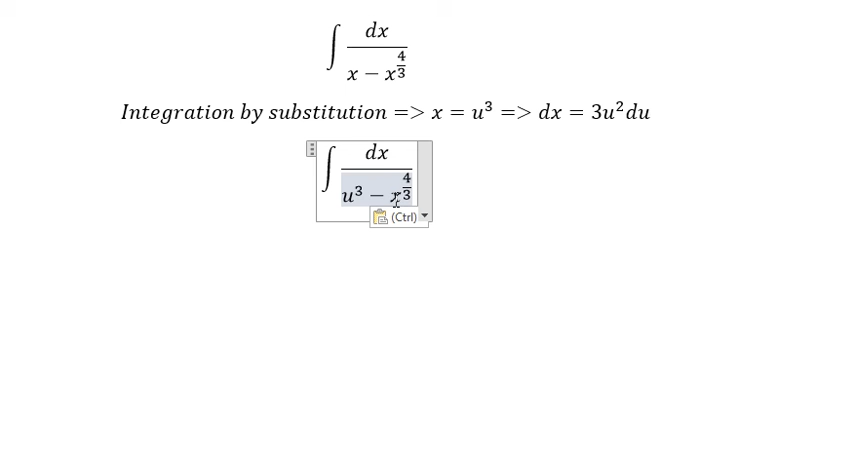 ∫ dx / (x − x^(4/3))
Integration by substitution => x = u³ => dx = 3u²du
∫ dx / (u³ − x^(4/3))
(Ctrl)